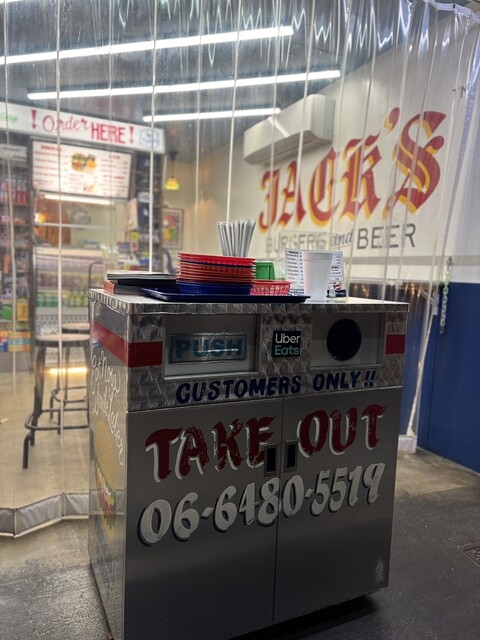 ! Order HERE !
JACK'S
BURGERS and BEER
PUSH
Uber
Eats
CUSTOMERS ONLY!!
TAKE OUT
06-6480-5519